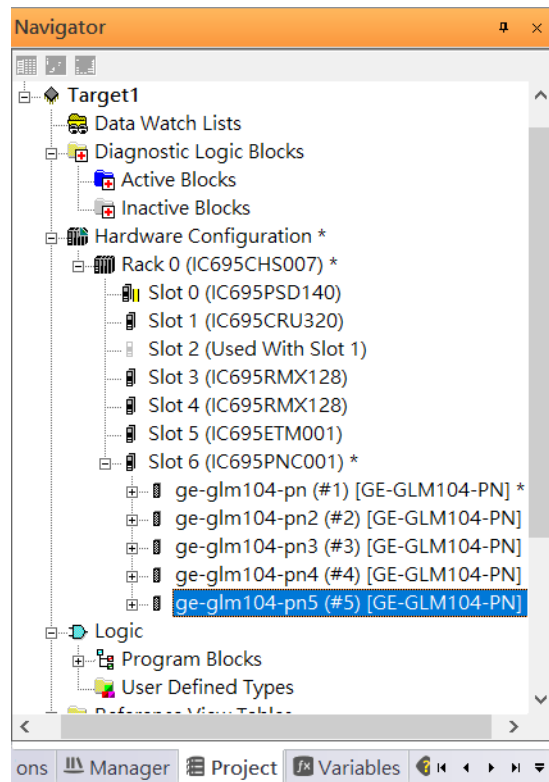 Navigator
Target1
Data Watch Lists
Diagnostic Logic Blocks
Active Blocks
Inactive Blocks
Hardware Configuration *
Rack 0 (IC695CHS007) *
Slot 0 (IC695PSD140)
Slot 1 (IC695CRU320)
Slot 2 (Used With Slot 1)
Slot 3 (IC695RMX128)
Slot 4 (IC695RMX128)
Slot 5 (IC695ETM001)
Slot 6 (IC695PNC001) *
ge-glm104-pn (#1) [GE-GLM104-PN] *
ge-glm104-pn2 (#2) [GE-GLM104-PN]
ge-glm104-pn3 (#3) [GE-GLM104-PN]
ge-glm104-pn4 (#4) [GE-GLM104-PN]
ge-glm104-pn5 (#5) [GE-GLM104-PN]
Logic
Program Blocks
User Defined Types
ons Manager Project Variables